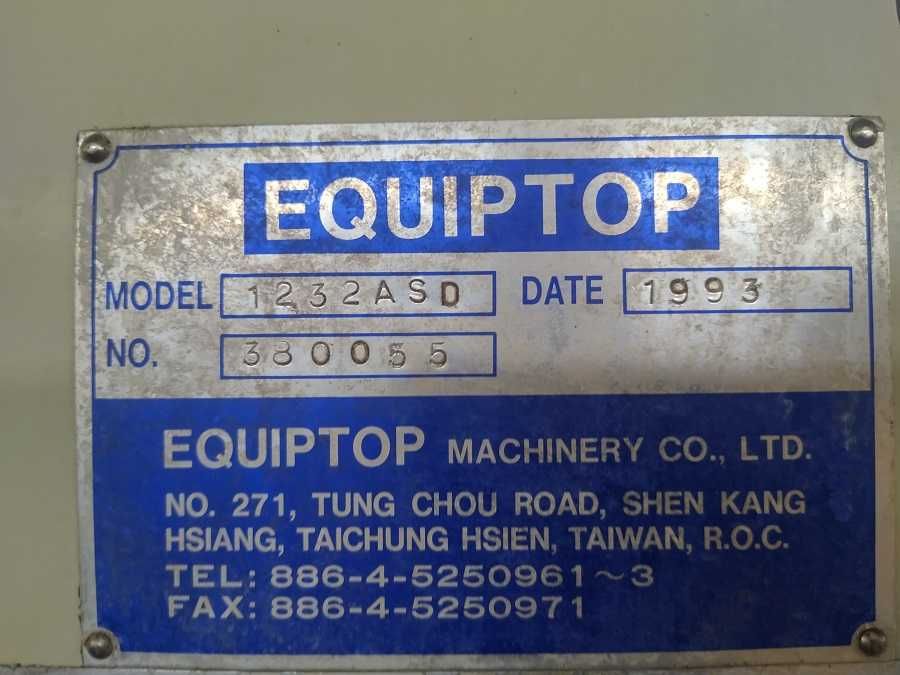 EQUIPTOP
MODEL 1232ASD DATE 1993
NO. 380055
EQUIPTOP MACHINERY CO., LTD.
NO. 271, TUNG CHOU ROAD, SHEN KANG
HSIANG, TAICHUNG HSIEN, TAIWAN, R.O.C.
TEL: 886-4-5250961~3
FAX: 886-4-5250971